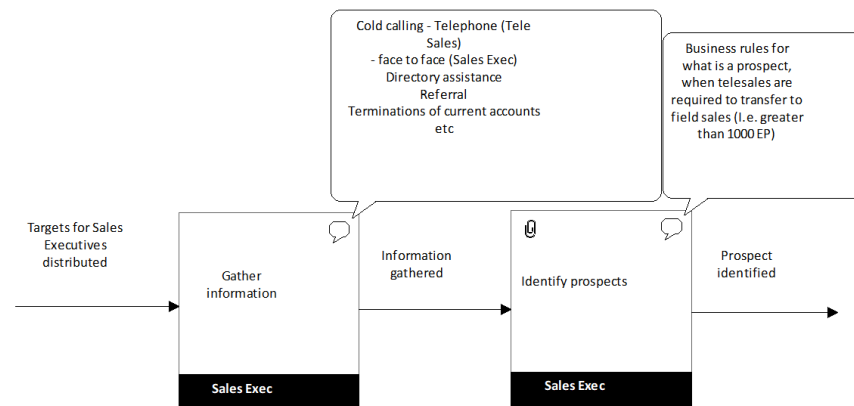 Cold calling - Telephone (Tele
Sales)
- face to face (Sales Exec)
Directory assistance
Referral
Terminations of current accounts
etc
Business rules for
what is a prospect,
when telesales are
required to transfer to
field sales (I.e. greater
than 1000 EP)
Targets for Sales
Executives
distributed
Gather
information
Sales Exec
Information
gathered
Identify prospects
Sales Exec
Prospect
identified